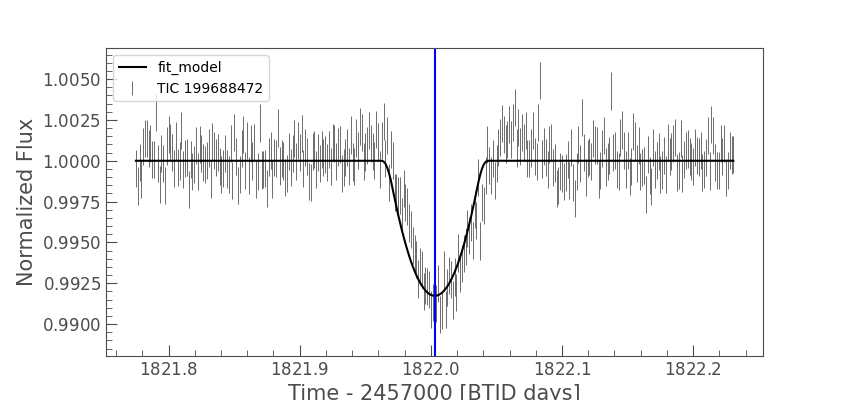 fit_model
TIC 199688472
1.0050
1.0025
1.0000
0.9975
0.9950
0.9925
0.9900
Normalized Flux
1821.8 1821.9 1822.0 1822.1 1822.2
Time - 2457000 [BTJD days]